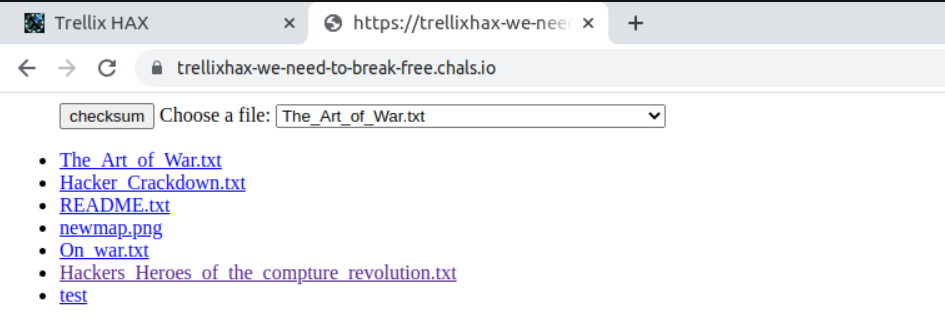 Trellix HAX
https://trellixhax-we-need
trellixhax-we-need-to-break-free.chals.io
checksum Choose a file: The_Art_of_War.txt
The_Art_of_War.txt
Hacker_Crackdown.txt
README.txt
newmap.png
On_war.txt
Hackers_Heroes_of_the_compture_revolution.txt
test